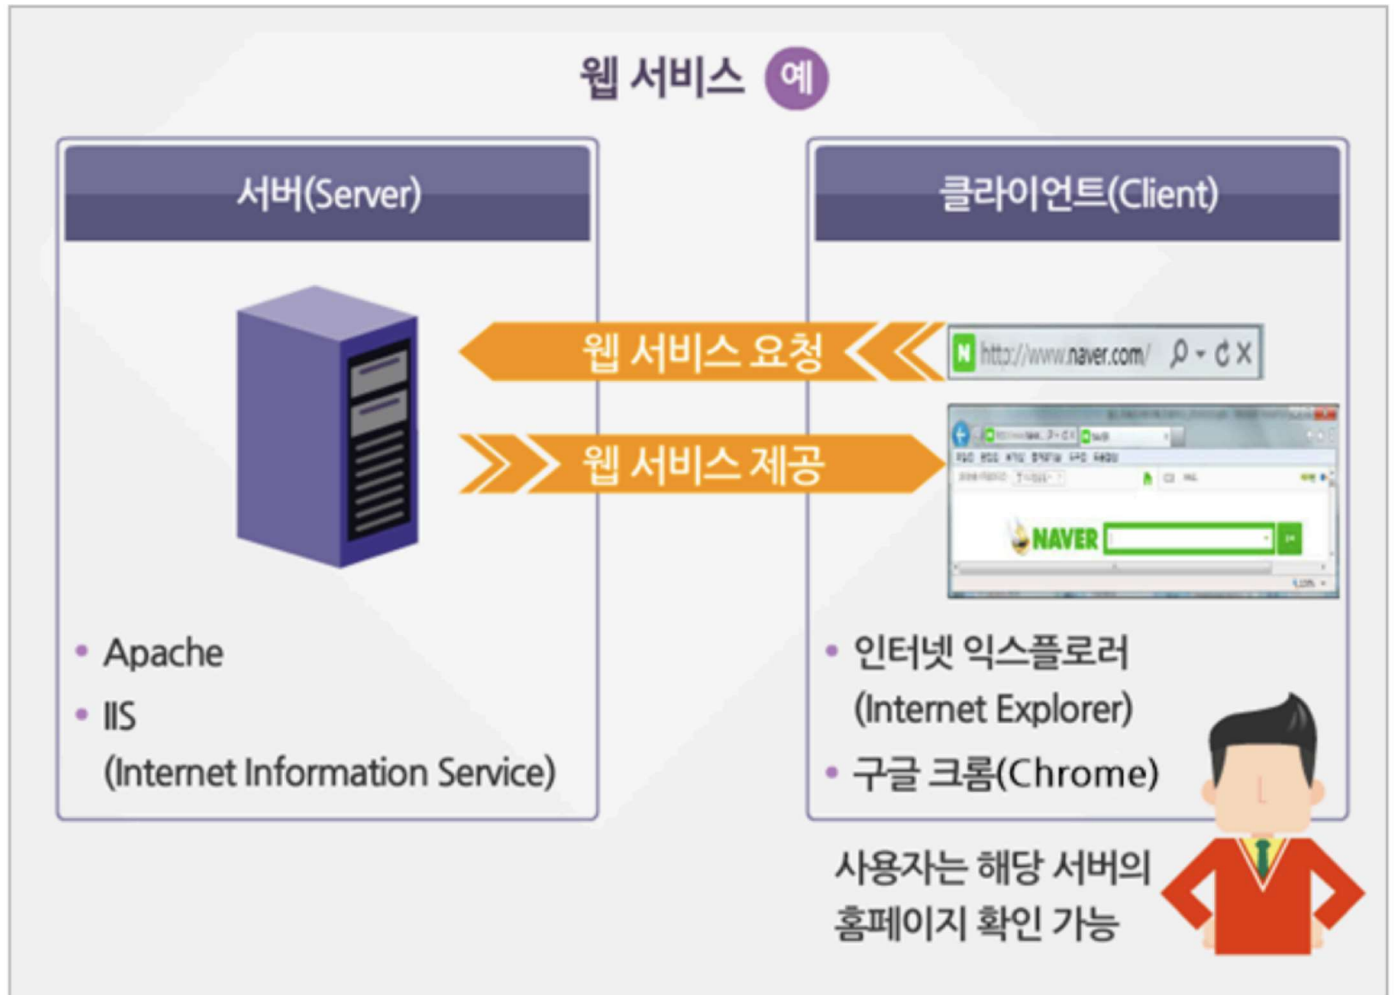 웹 서비스 예
서버(Server)
클라이언트(Client)
웹 서비스 요청
http://www.naver.com/
웹 서비스 제공
NAVER
Apache
IIS
(Internet Information Service)
인터넷 익스플로러
(Internet Explorer)
구글 크롬(Chrome)
사용자는 해당 서버의
홈페이지 확인 가능